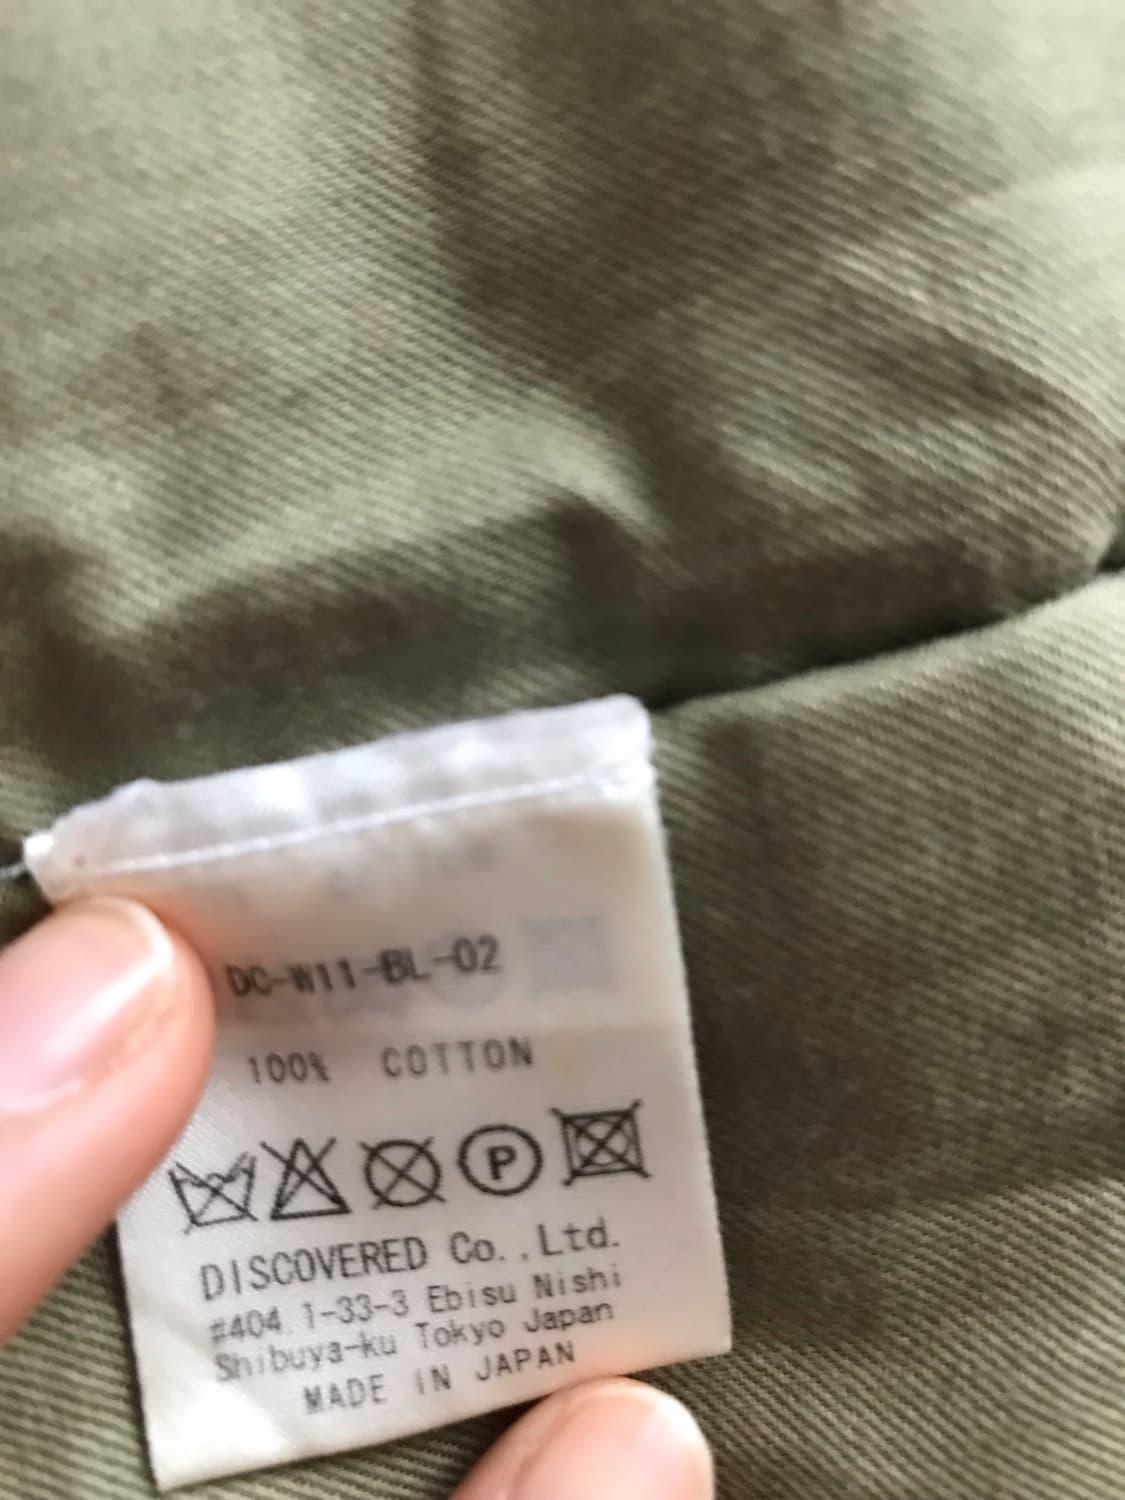 DC-W11-BL-02
100% COTTON
P
DISCOVERED Co.,Ltd.
#404 1-33-3 Ebisu Nishi
Shibuya-ku Tokyo Japan
MADE IN JAPAN